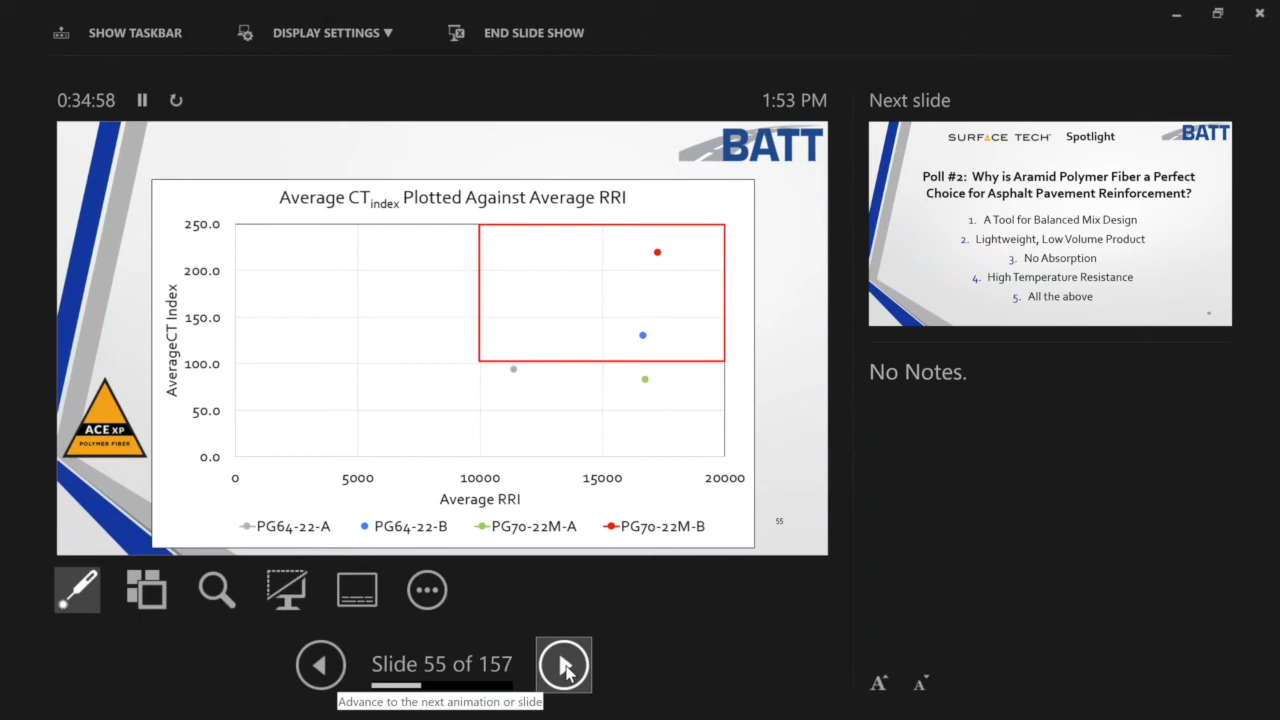 SHOW TASKBAR
DISPLAY SETTINGS ▼
END SLIDE SHOW
0:34:58
1:53 PM
Next slide
BATT
Average CTindex Plotted Against Average RRI
250.0
200.0
150.0
100.0
50.0
0.0
AverageCT Index
0 5000 10000 15000 20000
Average RRI
PG64-22-A PG64-22-B PG70-22M-A PG70-22M-B
ACE XP
POLYMER FIBER
55
SURFACE TECH Spotlight
BATT
Poll #2: Why is Aramid Polymer Fiber a Perfect
Choice for Asphalt Pavement Reinforcement?
1. A Tool for Balanced Mix Design
2. Lightweight, Low Volume Product
3. No Absorption
4. High Temperature Resistance
5. All the above
No Notes.
Slide 55 of 157
Advance to the next animation or slide
A A